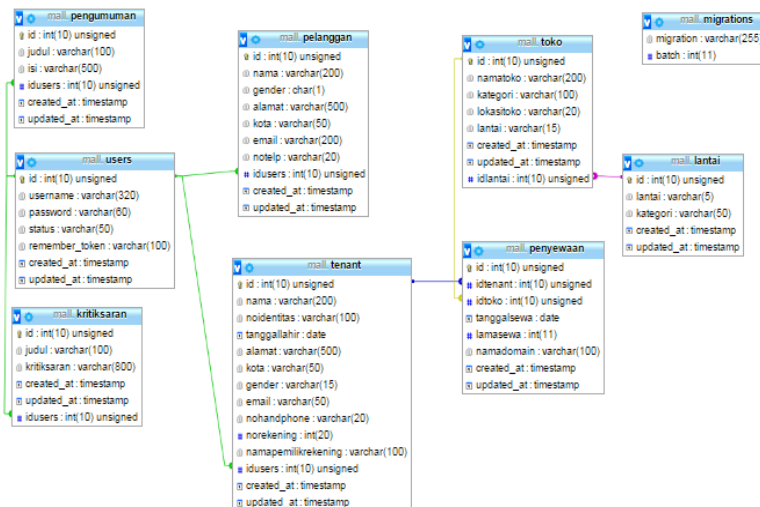 mall.pengumuman
id : int(10) unsigned
judul : varchar(100)
isi : varchar(500)
idusers : int(10) unsigned
created_at : timestamp
updated_at : timestamp
mall.users
id : int(10) unsigned
username : varchar(320)
password : varchar(60)
status : varchar(50)
remember_token : varchar(100)
created_at : timestamp
updated_at : timestamp
mall.kritiksaran
id : int(10) unsigned
judul : varchar(100)
kritiksaran : varchar(800)
created_at : timestamp
updated_at : timestamp
idusers : int(10) unsigned
mall.pelanggan
id : int(10) unsigned
nama : varchar(200)
gender : char(1)
alamat : varchar(500)
kota : varchar(50)
email : varchar(200)
notelp : varchar(20)
idusers : int(10) unsigned
created_at : timestamp
updated_at : timestamp
mall.tenant
id : int(10) unsigned
nama : varchar(200)
noidentitas : varchar(100)
tanggallahir : date
alamat : varchar(500)
kota : varchar(50)
gender : varchar(15)
email : varchar(50)
nohandphone : varchar(20)
norekening : int(20)
namapemilikrekening : varchar(100)
idusers : int(10) unsigned
created_at : timestamp
updated_at : timestamp
mall.toko
id : int(10) unsigned
namatoko : varchar(200)
kategori : varchar(100)
lokasitoko : varchar(20)
lantai : varchar(15)
created_at : timestamp
updated_at : timestamp
idlantai : int(10) unsigned
mall.penyewaan
id : int(10) unsigned
idtenant : int(10) unsigned
idtoko : int(10) unsigned
tanggalsewa : date
lamasewa : int(11)
namadomain : varchar(100)
created_at : timestamp
updated_at : timestamp
mall.migrations
migration : varchar(255)
batch : int(11)
mall.lantai
id : int(10) unsigned
lantai : varchar(5)
kategori : varchar(50)
created_at : timestamp
updated_at : timestamp